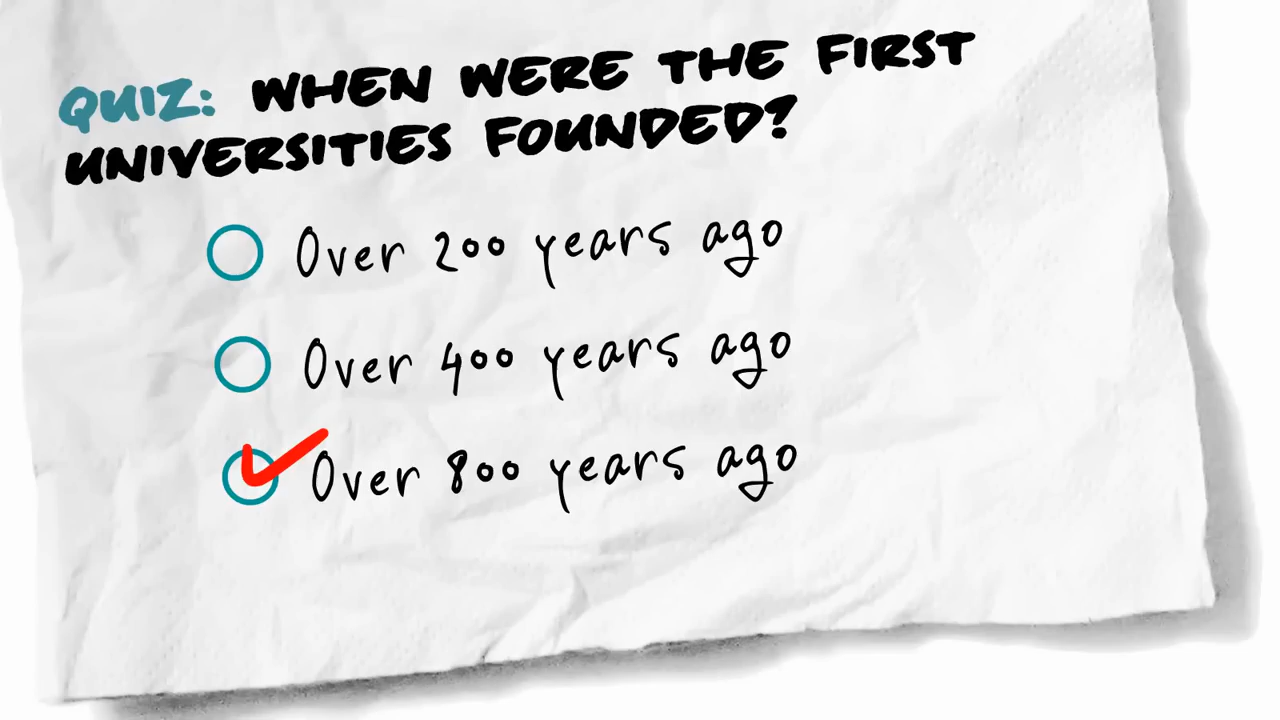 QUIZ: WHEN WERE THE FIRST
UNIVERSITIES FOUNDED?
Over 200 years ago
Over 400 years ago
Over 800 years ago